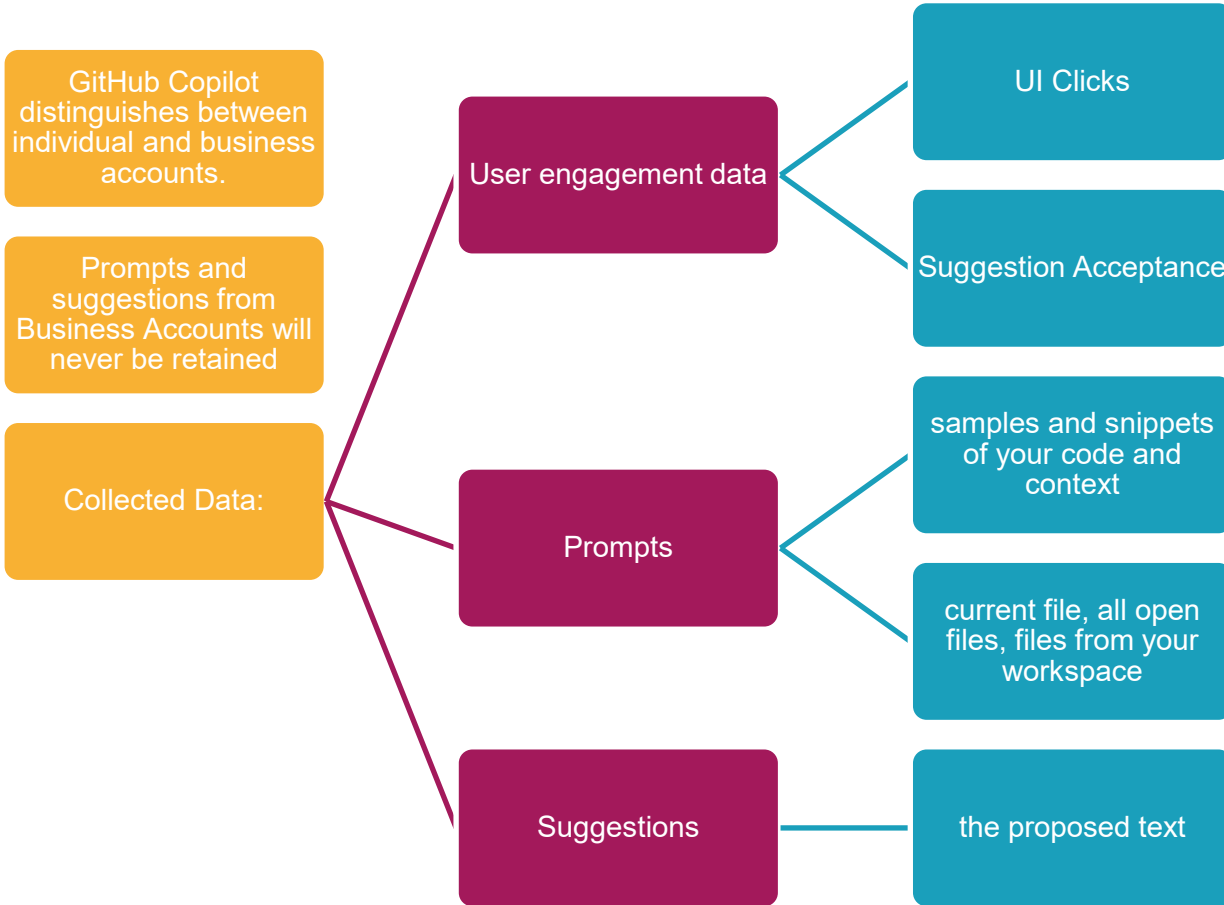 GitHub Copilot
distinguishes between
individual and business
accounts.
Prompts and
suggestions from
Business Accounts will
never be retained
Collected Data:
User engagement data
UI Clicks
Suggestion Acceptance
Prompts
samples and snippets
of your code and
context
current file, all open
files, files from your
workspace
Suggestions
the proposed text